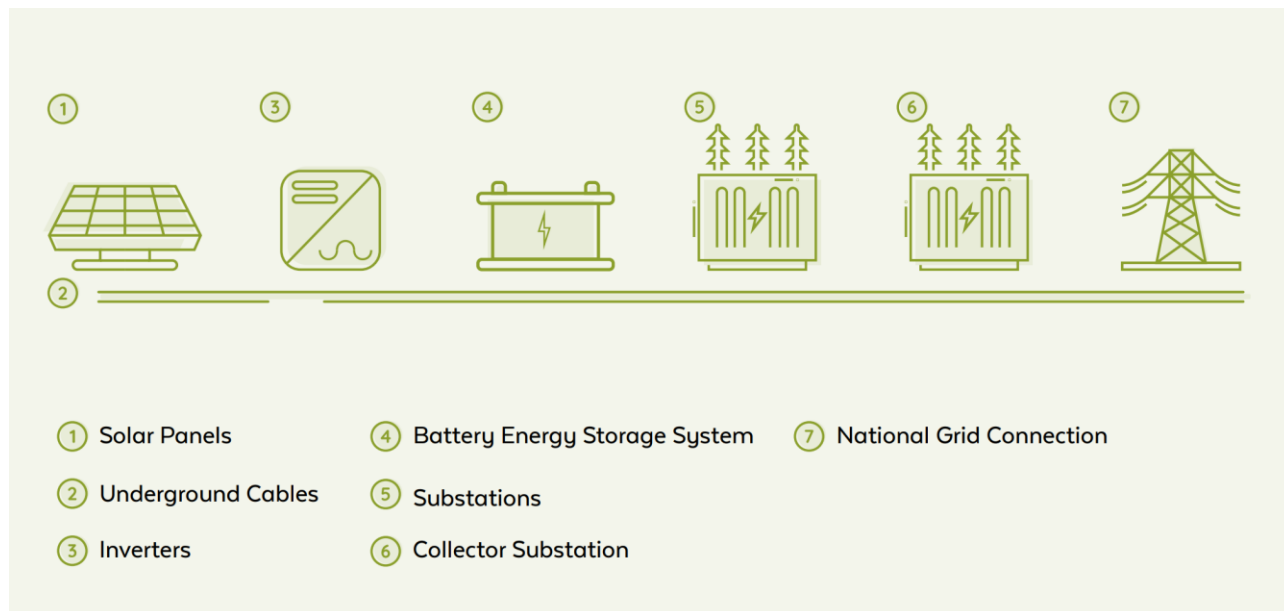 1
3
4
5
6
7
2
1 Solar Panels
2 Underground Cables
3 Inverters
4 Battery Energy Storage System
5 Substations
6 Collector Substation
7 National Grid Connection